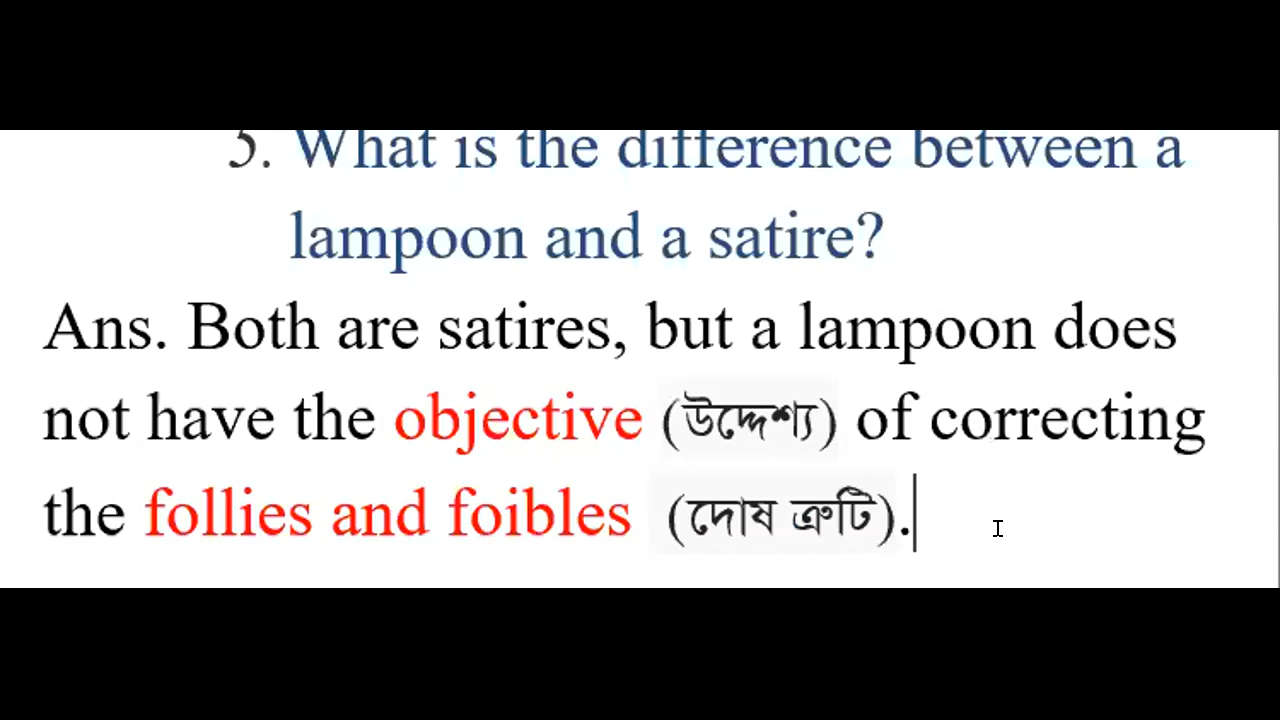 5. What is the difference between a
lampoon and a satire?
Ans. Both are satires, but a lampoon does
not have the objective (উদ্দেশ্য) of correcting
the follies and foibles (দোষ ত্রুটি).